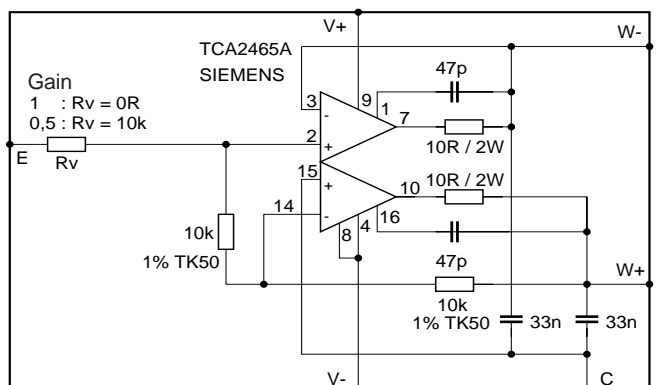 V+
W-
TCA2465A
SIEMENS
47p
Gain
1 : Rv = 0R
0,5 : Rv = 10k
3
-
9
1
7
2
+
10R / 2W
E
Rv
15
+
10
10R / 2W
14
-
16
8
4
10k
1% TK50
47p
W+
10k
1% TK50
33n
33n
V-
C